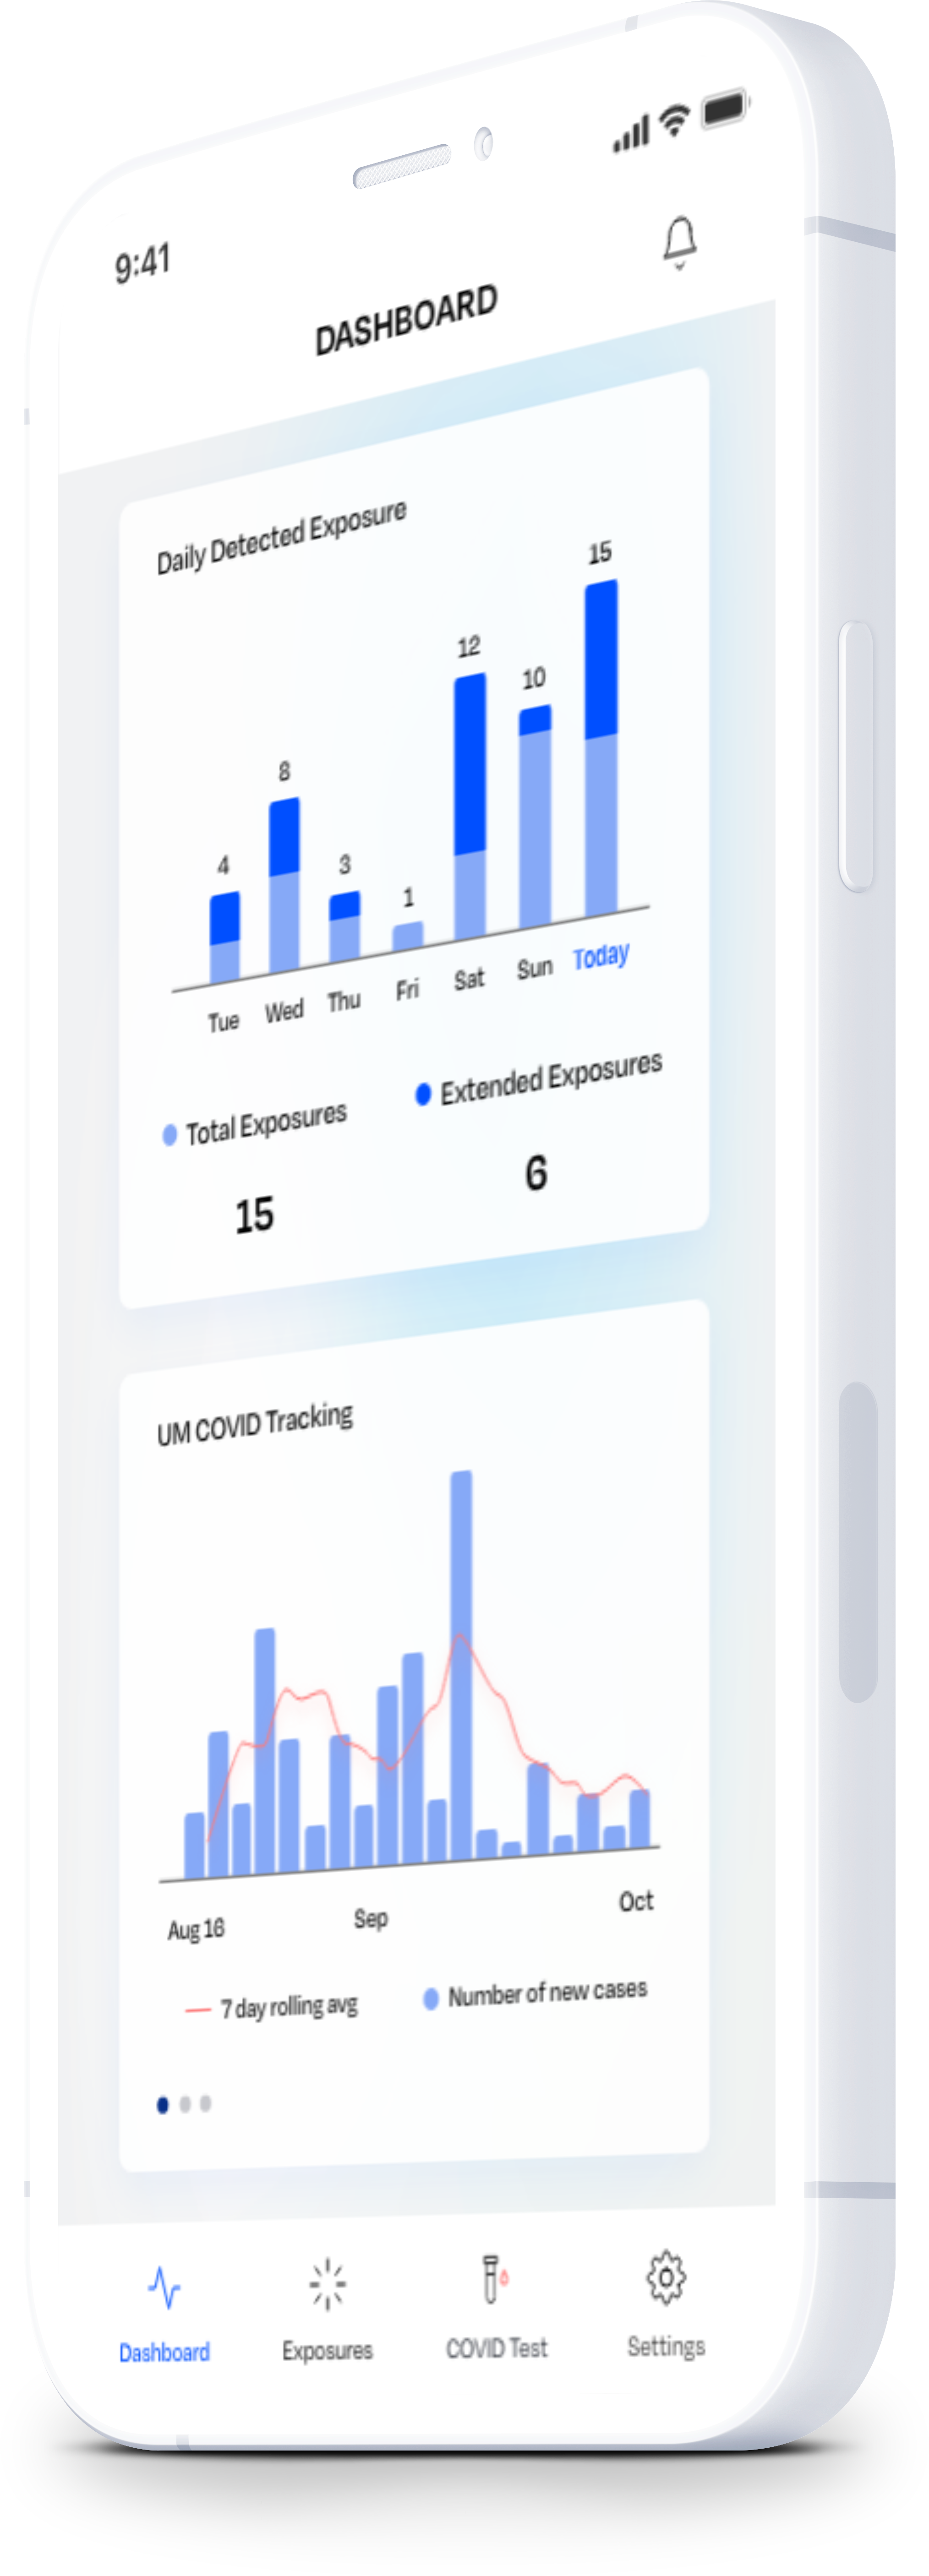 9:41
DASHBOARD
Daily Detected Exposure
15
12
10
8
4
3
1
Tue Wed Thu Fri Sat Sun Today
Total Exposures Extended Exposures
15 6
UM COVID Tracking
Aug 16 Sep Oct
7 day rolling avg Number of new cases
Dashboard Exposures COVID Test Settings